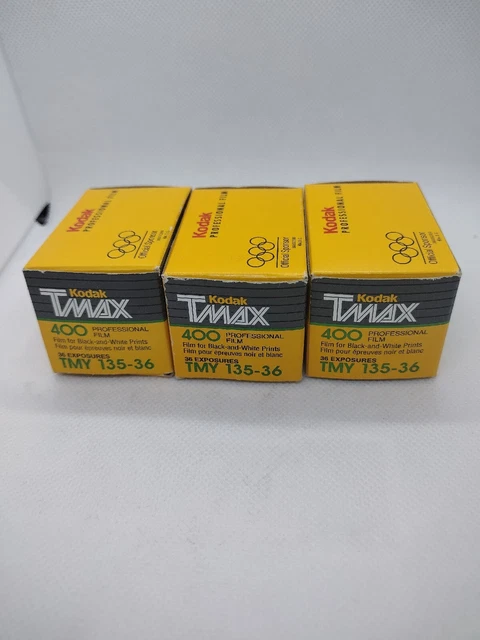 Kodak
PROFESSIONAL FILM
Official Sponsor
Kodak
TMAX
400 PROFESSIONAL FILM
Film for Black-and-White Prints
Film pour épreuves noir et blanc
36 EXPOSURES
TMY 135-36
Kodak
PROFESSIONAL FILM
Official Sponsor
Kodak
TMAX
400 PROFESSIONAL FILM
Film for Black-and-White Prints
Film pour épreuves noir et blanc
36 EXPOSURES
TMY 135-36
Kodak
PROFESSIONAL FILM
Official Sponsor
Kodak
TMAX
400 PROFESSIONAL FILM
Film for Black-and-White Prints
Film pour épreuves noir et blanc
36 EXPOSURES
TMY 135-36